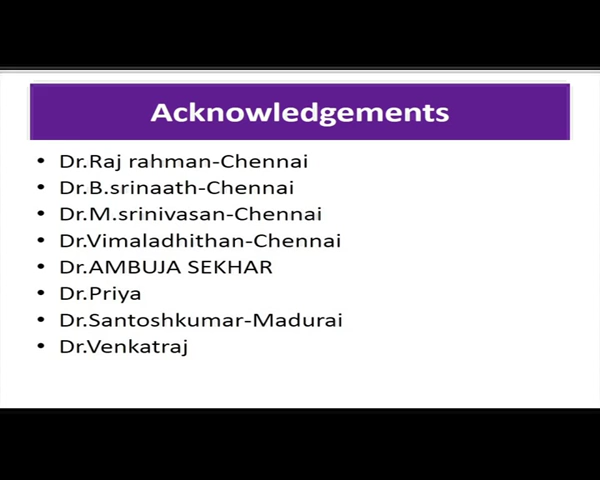 Acknowledgements
• Dr.Raj rahman-Chennai
• Dr.B.srinaath-Chennai
• Dr.M.srinivasan-Chennai
• Dr.Vimaladhithan-Chennai
• Dr.AMBUJA SEKHAR
• Dr.Priya
• Dr.Santoshkumar-Madurai
• Dr.Venkatraj